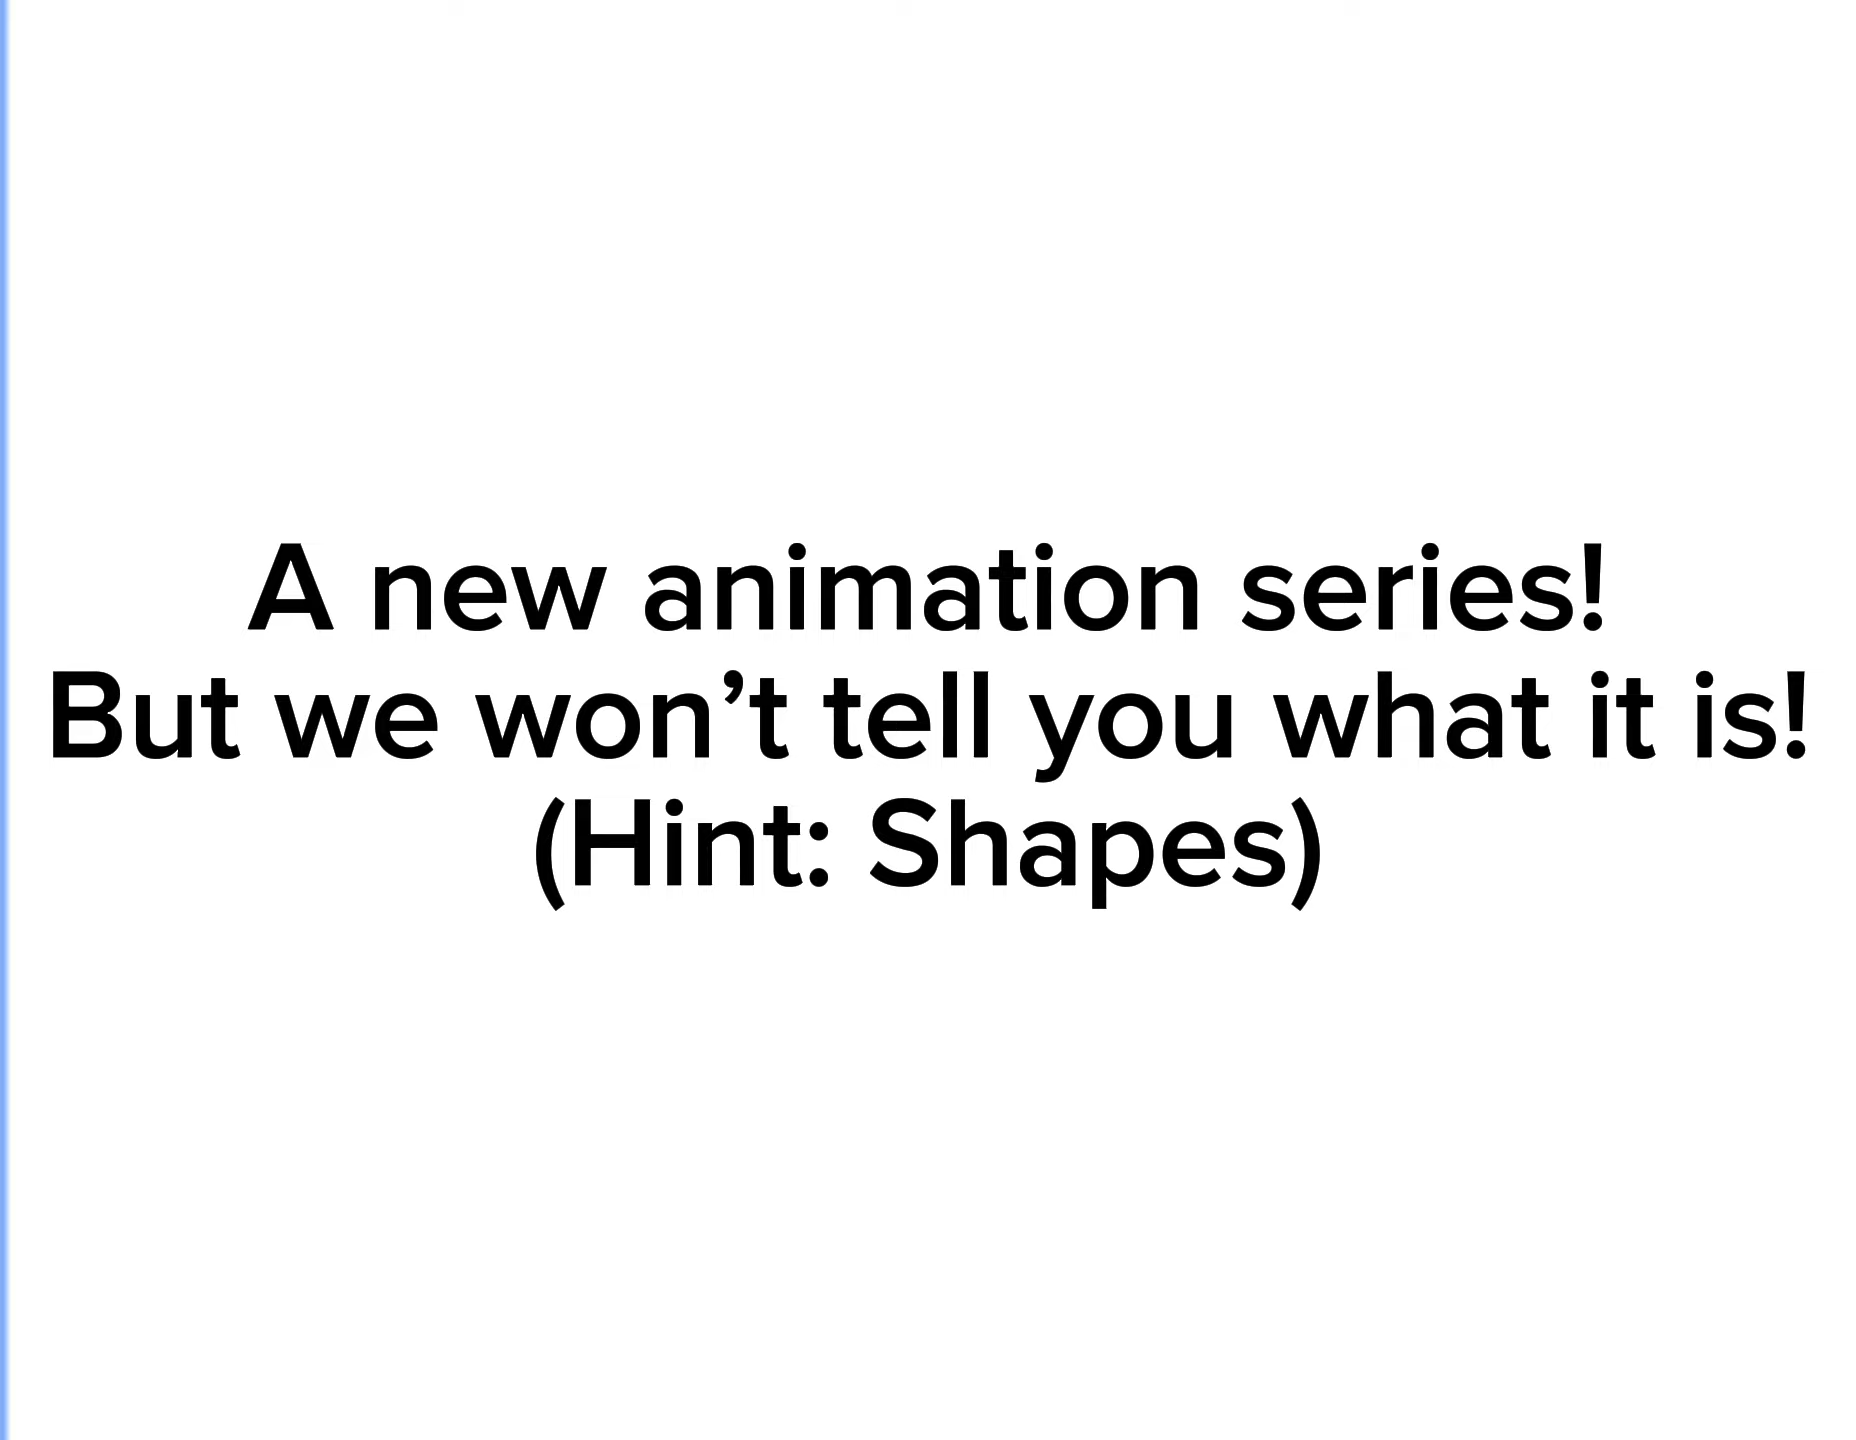 A new animation series!
But we won’t tell you what it is!
(Hint: Shapes)